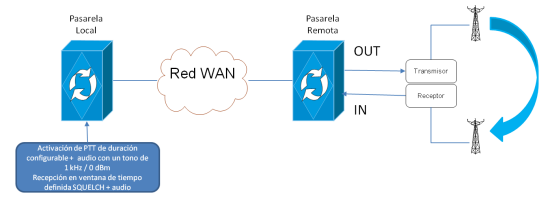 Pasarela
Local
Pasarela
Remota
OUT
Red WAN
Transmisor
Receptor
IN
Activación de PTT de duración
configurable + audio con un tono de
1 kHz / 0 dBm
Recepción en ventana de tiempo
definida SQUELCH + audio